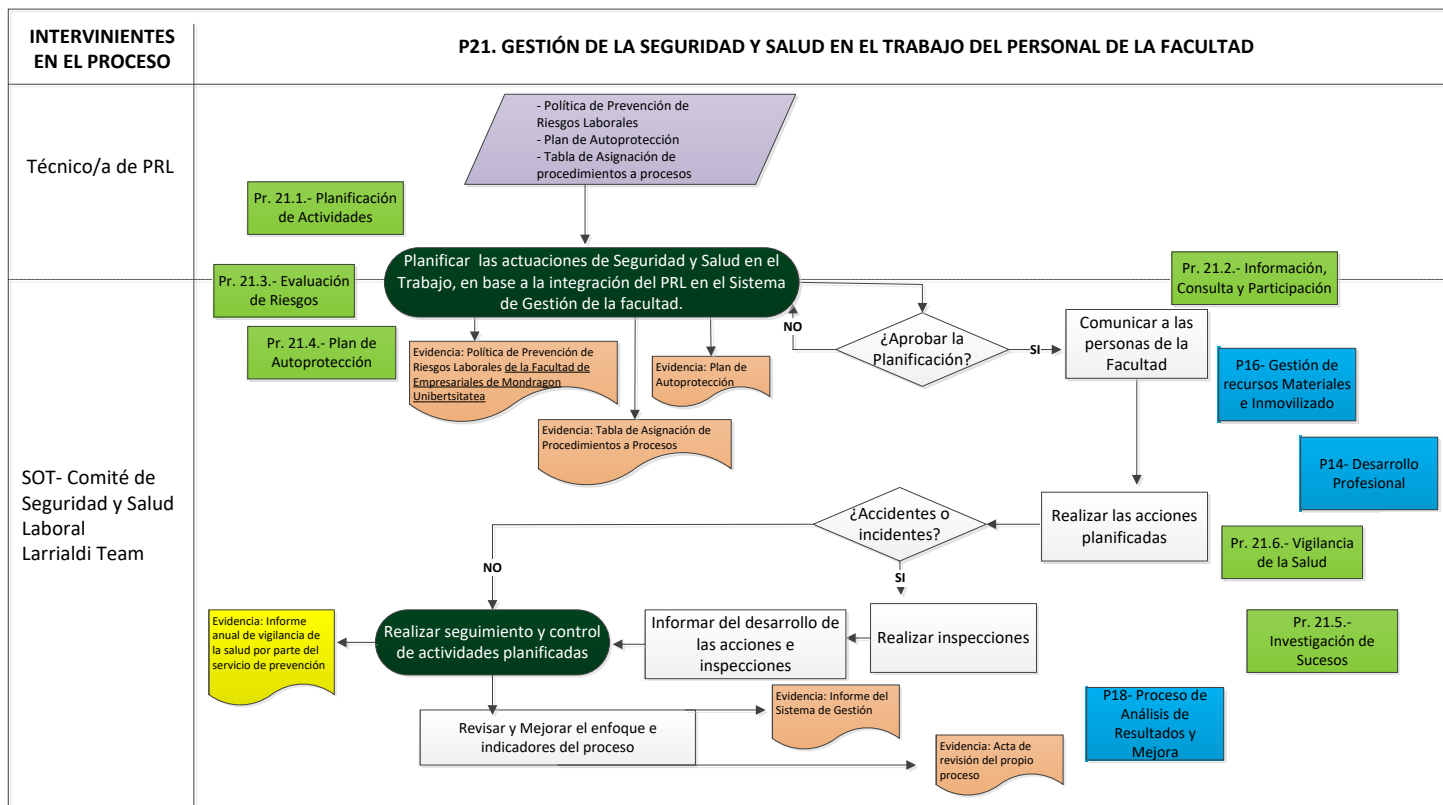 INTERVINIENTES
EN EL PROCESO
P21. GESTIÓN DE LA SEGURIDAD Y SALUD EN EL TRABAJO DEL PERSONAL DE LA FACULTAD
Técnico/a de PRL
- Política de Prevención de
Riesgos Laborales
- Plan de Autoprotección
- Tabla de Asignación de
procedimientos a procesos
Pr. 21.1.- Planificación
de Actividades
Planificar las actuaciones de Seguridad y Salud en el
Trabajo, en base a la integración del PRL en el Sistema
de Gestión de la facultad.
Pr. 21.3.- Evaluación
de Riesgos
Pr. 21.2.- Información,
Consulta y Participación
Pr. 21.4.- Plan de
Autoprotección
Evidencia: Política de Prevención de
Riesgos Laborales de la Facultad de
Empresariales de Mondragon
Unibertsitatea
Evidencia: Plan de
Autoprotección
NO
¿Aprobar la
Planificación?
SI
Comunicar a las
personas de la
Facultad
P16- Gestión de
recursos Materiales
e Inmovilizado
Evidencia: Tabla de Asignación de
Procedimientos a Procesos
P14- Desarrollo
Profesional
SOT- Comité de
Seguridad y Salud
Laboral
Larrialdi Team
¿Accidentes o
incidentes?
Realizar las acciones
planificadas
Pr. 21.6.- Vigilancia
de la Salud
NO
SI
Evidencia: Informe
anual de vigilancia de
la salud por parte del
servicio de prevención
Realizar seguimiento y control
de actividades planificadas
Informar del desarrollo de
las acciones e
inspecciones
Realizar inspecciones
Pr. 21.5.-
Investigación de
Sucesos
Revisar y Mejorar el enfoque e
indicadores del proceso
Evidencia: Informe del
Sistema de Gestión
P18- Proceso de
Análisis de
Resultados y
Mejora
Evidencia: Acta de
revisión del propio
proceso